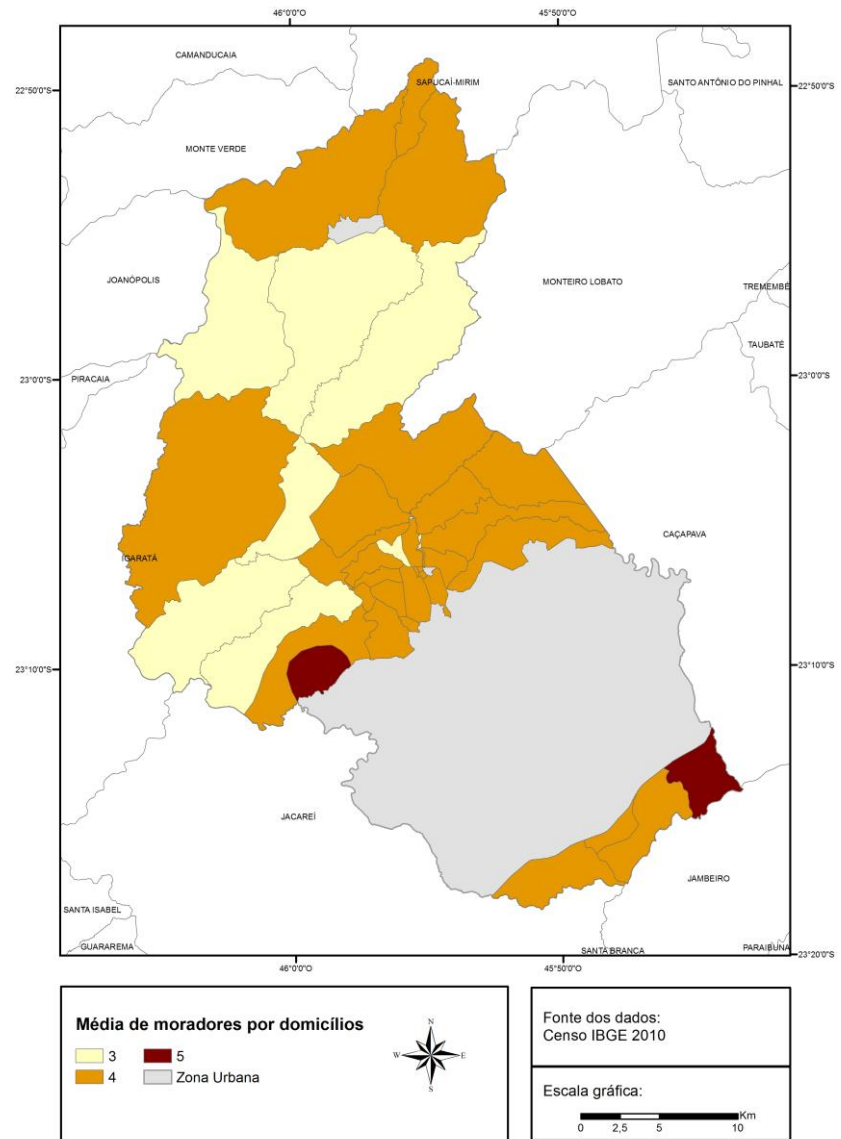 46°0'0"O
45°50'0"O
CAMANDUCAIA
SAPUCAÍ-MIRIM
SANTO ANTÔNIO DO PINHAL
22°50'0"S
22°50'0"S
MONTE VERDE
JOANÓPOLIS
MONTEIRO LOBATO
TREMEMBÉ
TAUBATÉ
PIRACAIA
23°0'0"S
23°0'0"S
CAÇAPAVA
IGARATÁ
23°10'0"S
23°10'0"S
JACAREÍ
JAMBEIRO
SANTA ISABEL
GUARAREMA
SANTA BRANCA
PARAIBUNA
23°20'0"S
46°0'0"O
45°50'0"O
Média de moradores por domicílios
3
5
4
Zona Urbana
N
W
E
S
Fonte dos dados:
Censo IBGE 2010
Escala gráfica:
Km
0 2,5 5 10